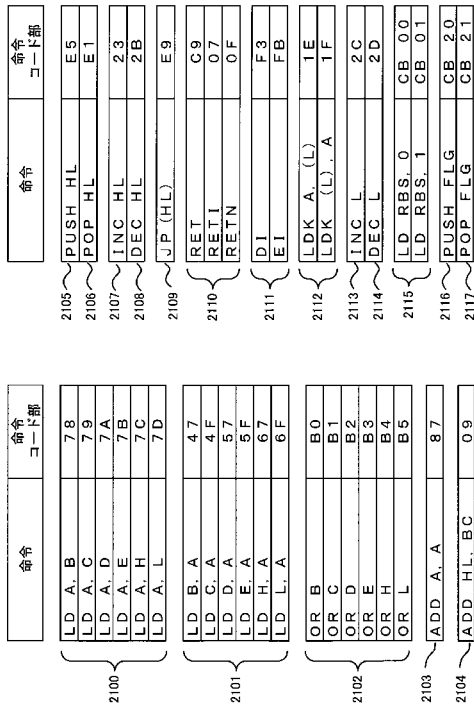 命令 命令コード部
2100 LD A, B 78
LD A, C 79
LD A, D 7A
LD A, E 7B
LD A, H 7C
LD A, L 7D
2101 LD B, A 47
LD C, A 4F
LD D, A 57
LD E, A 5F
LD H, A 67
LD L, A 6F
2102 OR B B0
OR C B1
OR D B2
OR E B3
OR H B4
OR L B5
2103 ADD A, A 87
2104 ADD HL, BC 09
命令 命令コード部
2105 PUSH HL E5
2106 POP HL E1
2107 INC HL 23
2108 DEC HL 2B
2109 JP (HL) E9
2110 RET C9
RETI 07
RETN 0F
2111 DI F3
EI FB
2112 LDK A, (L) 1E
LDK (L), A 1F
2113 INC L 2C
2114 DEC L 2D
2115 LD RBS, 0 CB 00
LD RBS, 1 CB 01
2116 PUSH FLG CB 20
2117 POP FLG CB 21